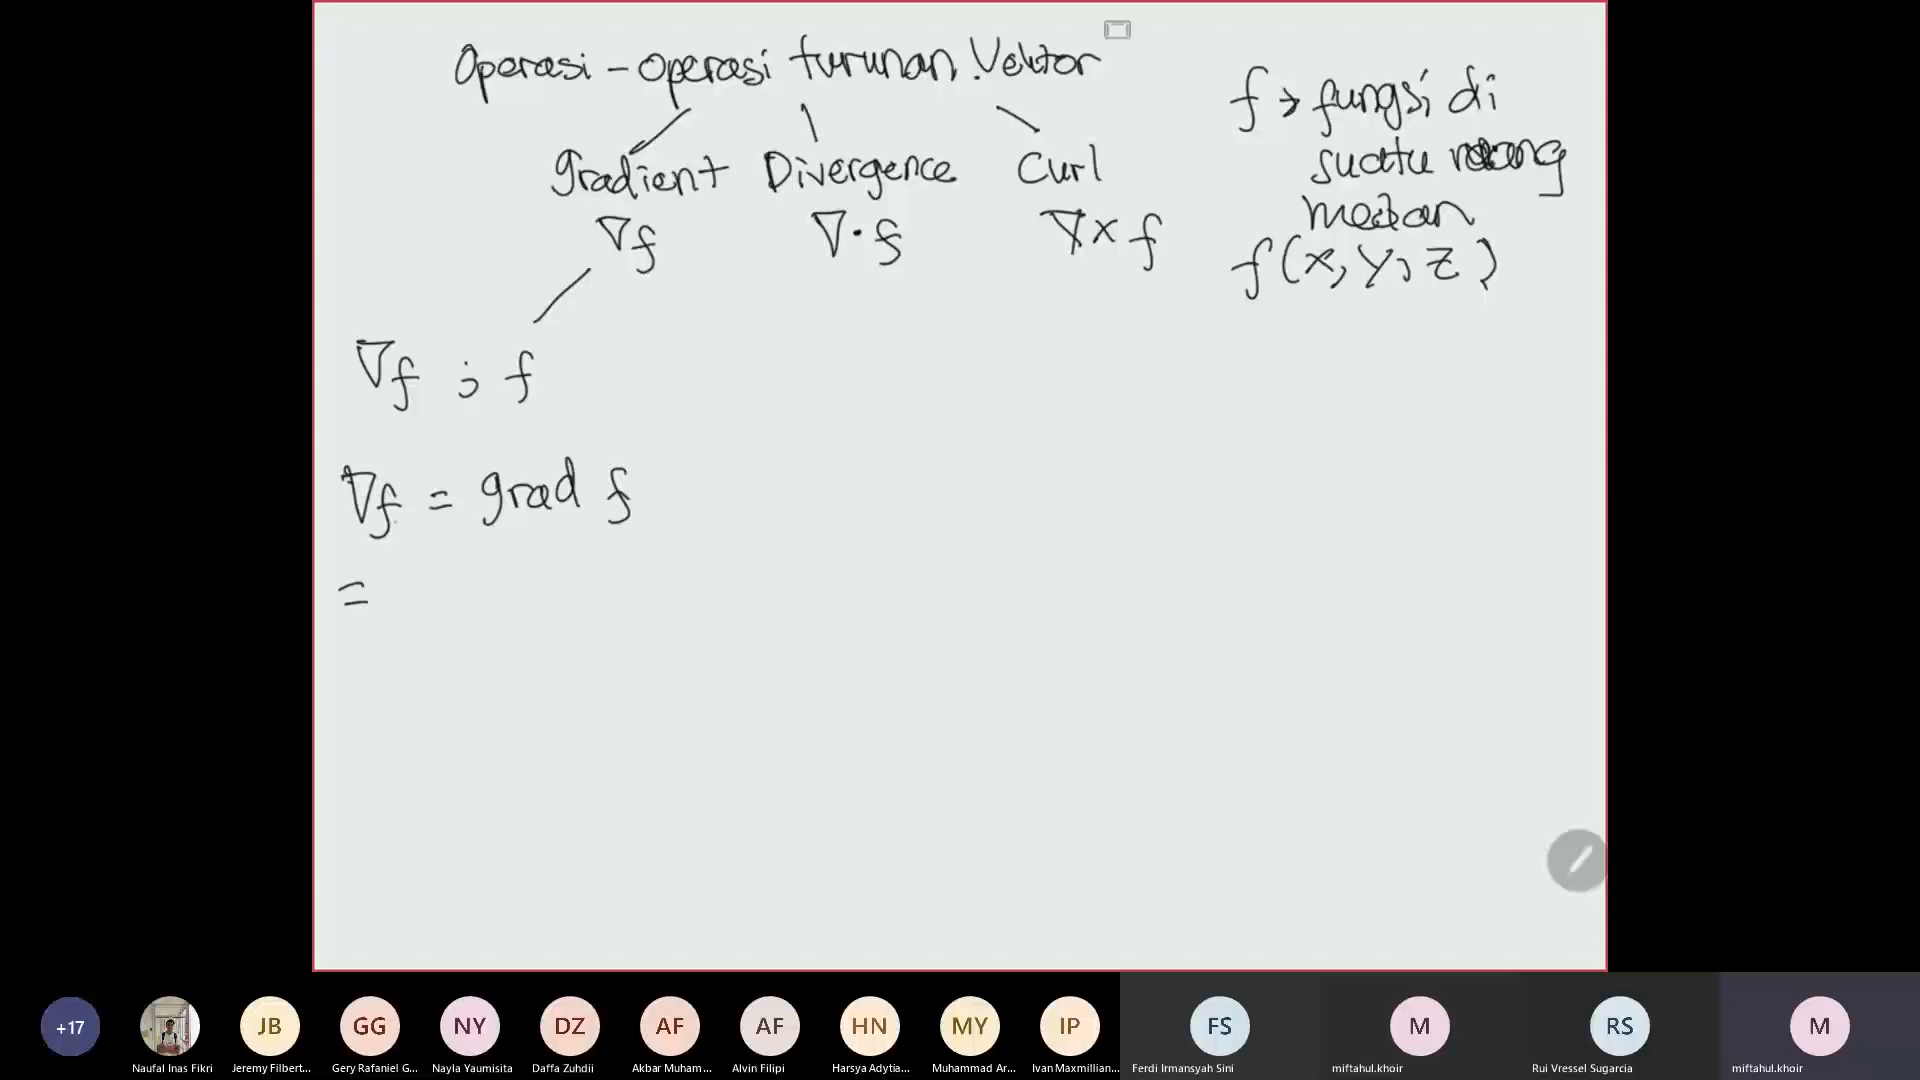 Operasi - operasi turunan Vektor
Gradient Divergence Curl
∇f ∇·f ∇×f
f → fungsi di
suatu
medan
f(x, y, z)
∇f ; f
∇f = grad f
=
+17
JB
GG
NY
DZ
AF
AF
HN
MY
IP
FS
M
RS
M
Naufal Inas Fikri
Jeremy Filbert...
Gery Rafaniel G...
Nayla Yaumisita
Daffa Zuhdii
Akbar Muham...
Alvin Filipi
Harsya Adytia...
Muhammad Ar...
Ivan Maxmillian...
Ferdi Irmansyah Sini
miftahul.khoir
Rui Vressel Sugarcia
miftahul.khoir